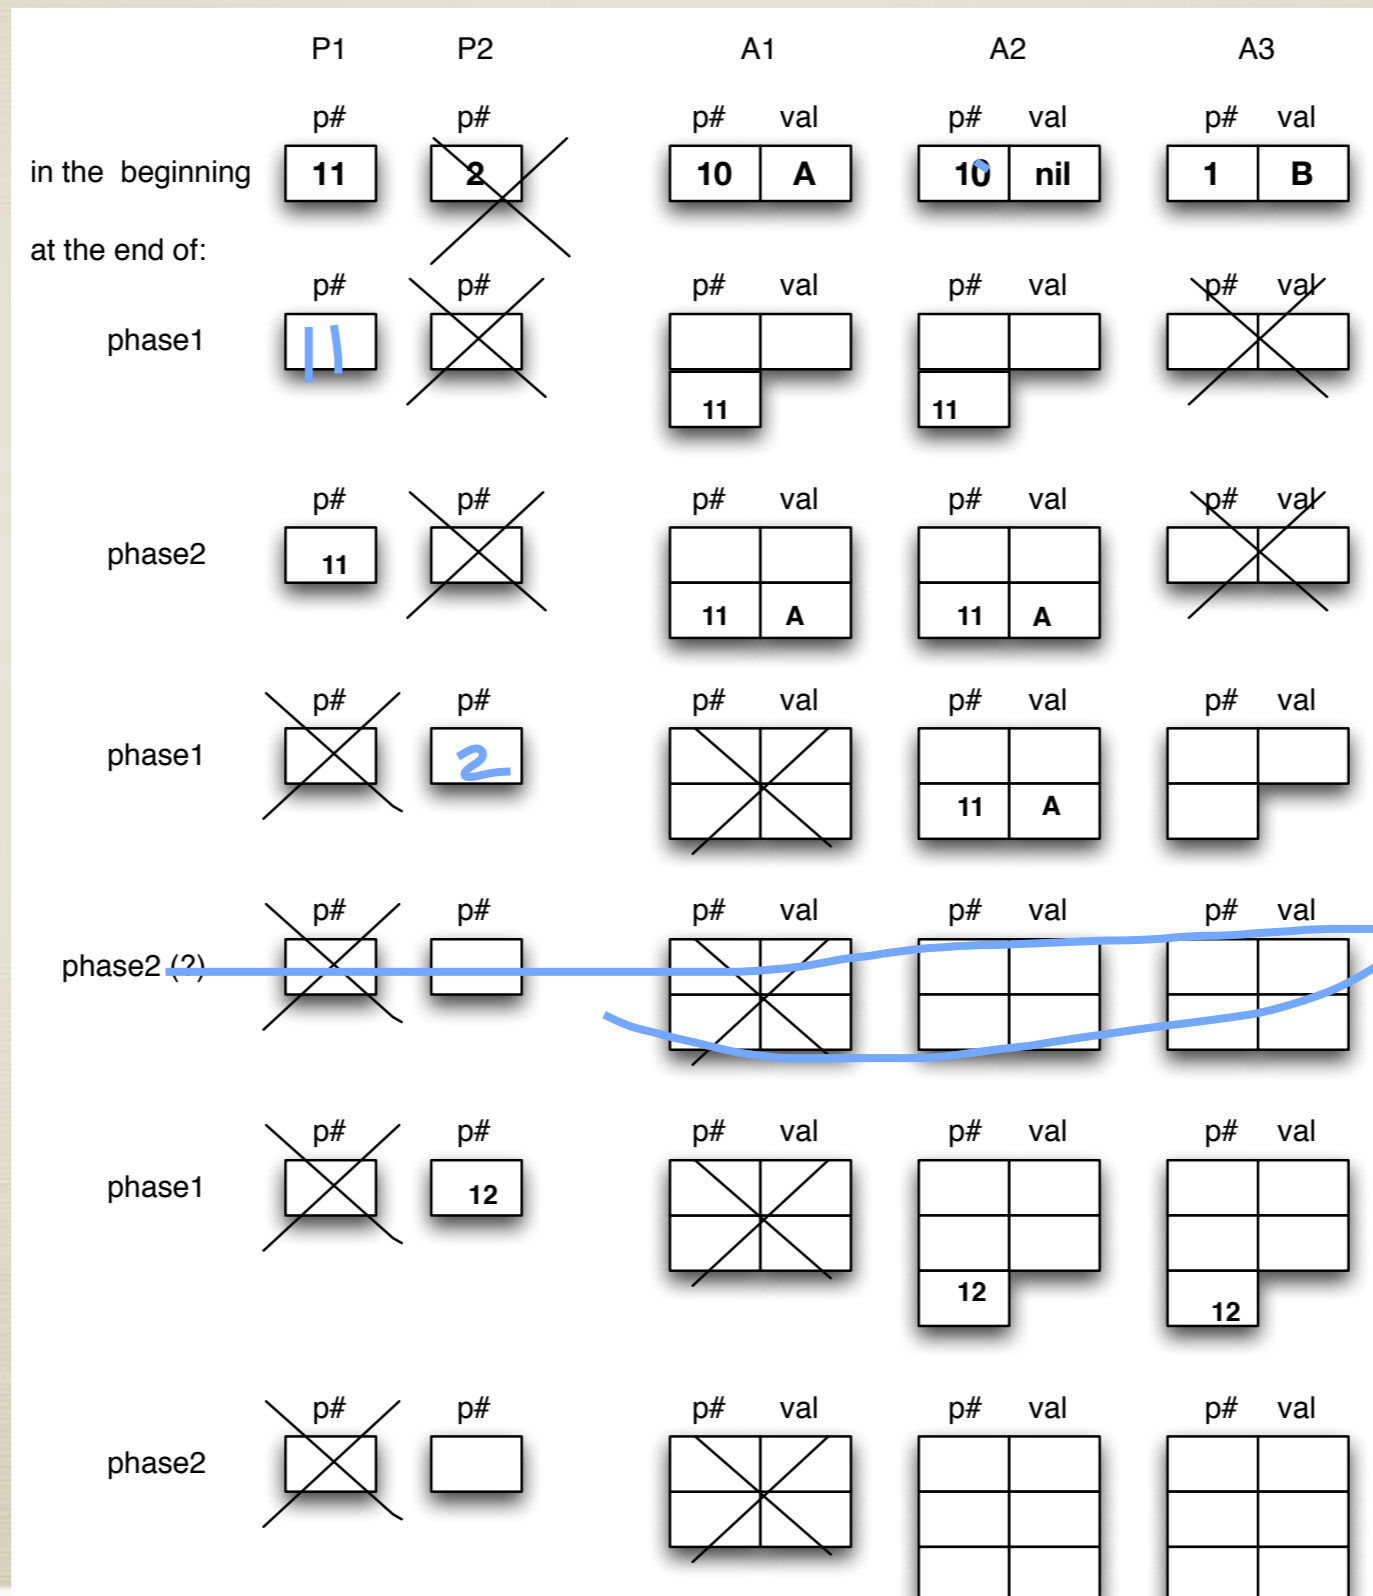 P1 P2 A1 A2 A3
p# p# p# val p# val p# val
in the beginning 11 2 10 A 10 nil 1 B
at the end of:
p# p# p# val p# val p# val
phase1 11
11 11
p# p# p# val p# val p# val
phase2 11
11 A 11 A
p# p# p# val p# val p# val
phase1 2
11 A
p# p# p# val p# val p# val
phase2 (?)
p# p# p# val p# val p# val
phase1 12
12 12
p# p# p# val p# val p# val
phase2